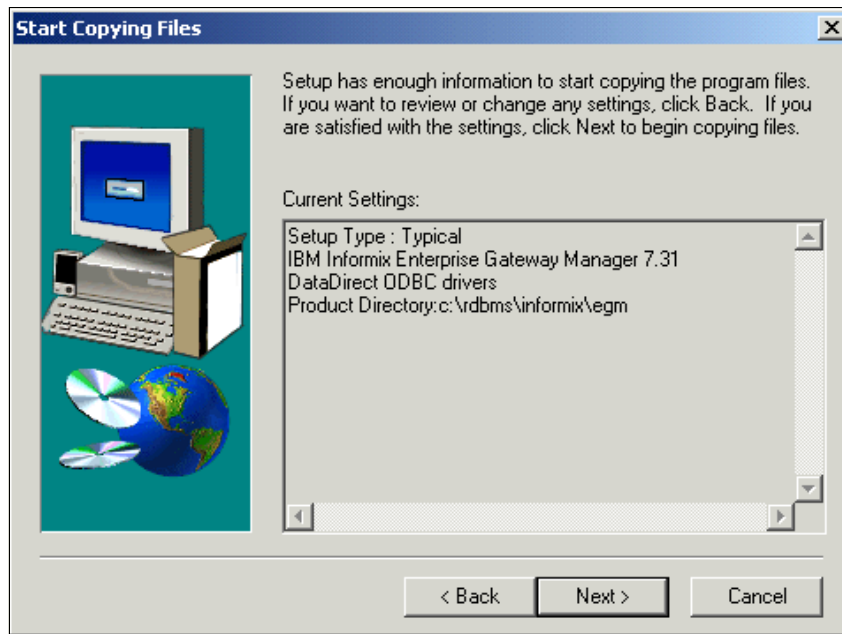 Start Copying Files
Setup has enough information to start copying the program files.
If you want to review or change any settings, click Back. If you
are satisfied with the settings, click Next to begin copying files.
Current Settings:
Setup Type : Typical
IBM Informix Enterprise Gateway Manager 7.31
DataDirect ODBC drivers
Product Directory:c:\rdbms\informix\egm
< Back
Next >
Cancel